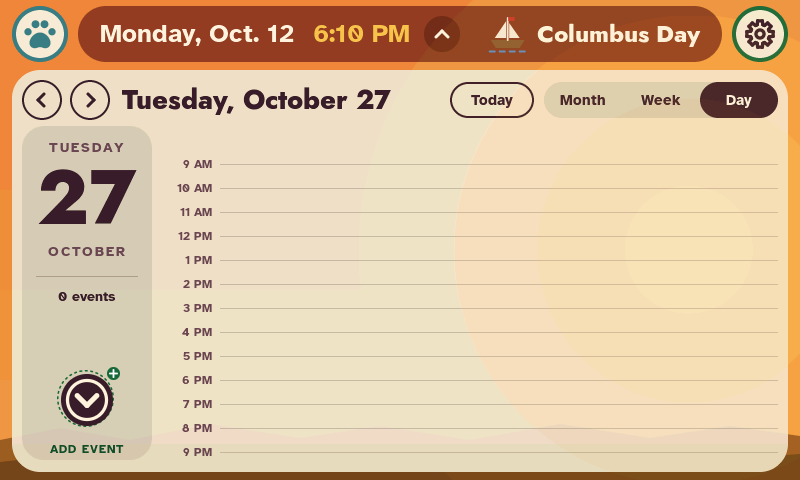 Monday, Oct. 12 6:10 PM Columbus Day
Tuesday, October 27 Today Month Week Day
TUESDAY
27
OCTOBER
0 events
ADD EVENT
9 AM
10 AM
11 AM
12 PM
1 PM
2 PM
3 PM
4 PM
5 PM
6 PM
7 PM
8 PM
9 PM